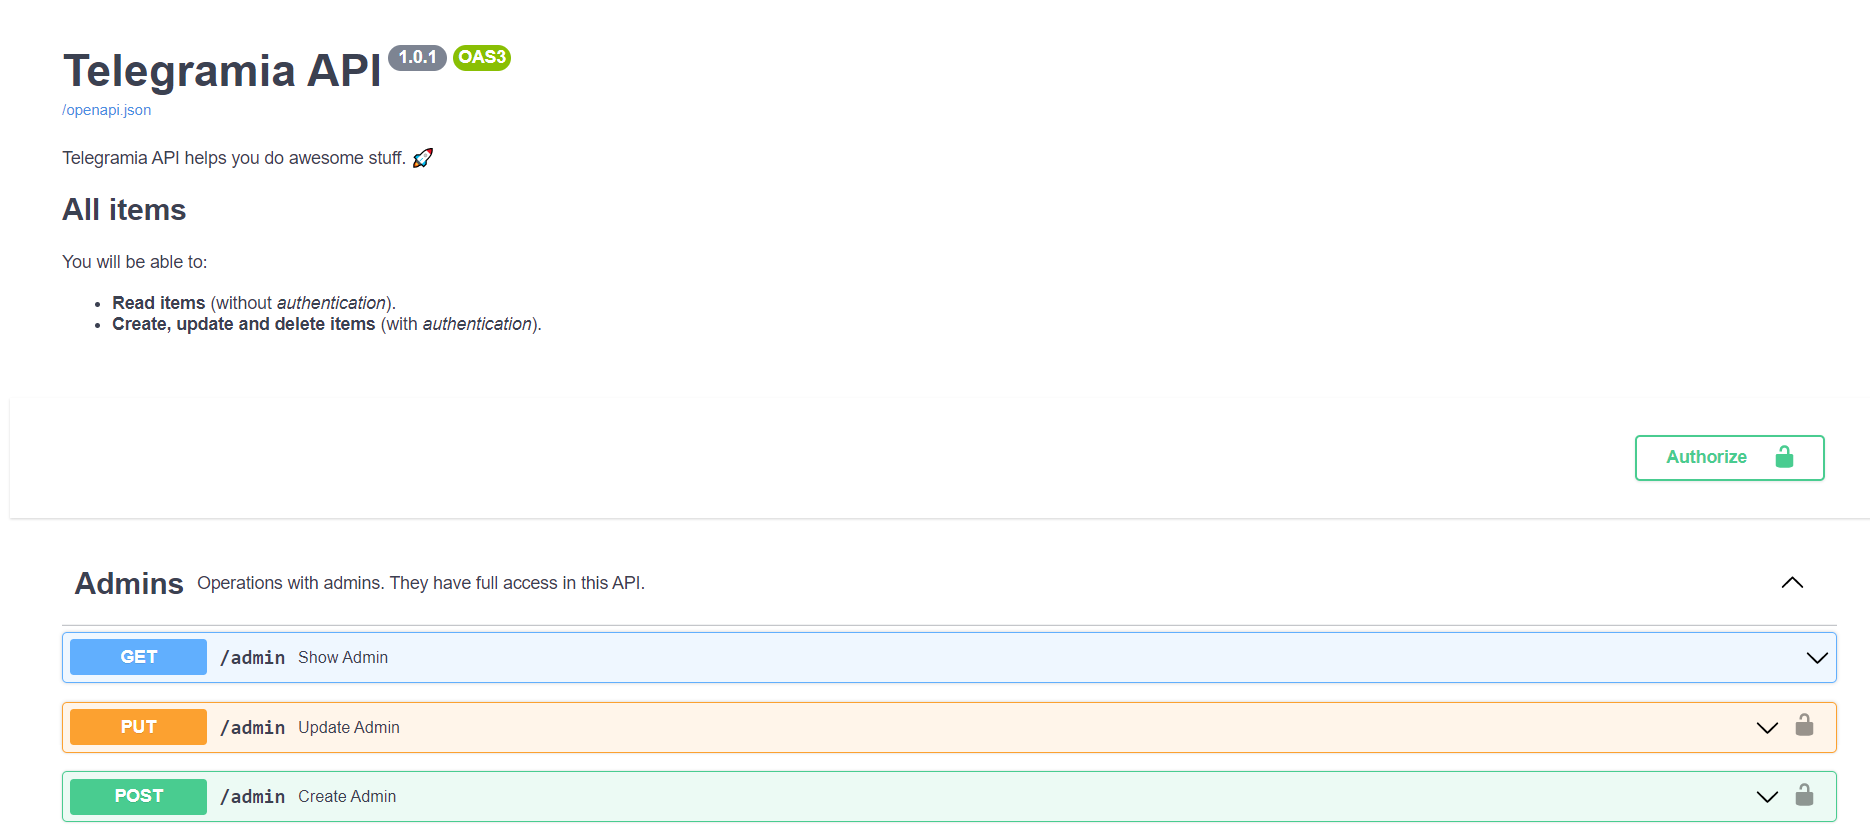 Telegramia API 1.0.1 OAS3
/openapi.json
Telegramia API helps you do awesome stuff. 🚀
All items
You will be able to:
• Read items (without authentication).
• Create, update and delete items (with authentication).
Authorize
Admins Operations with admins. They have full access in this API.
GET /admin Show Admin
PUT /admin Update Admin
POST /admin Create Admin